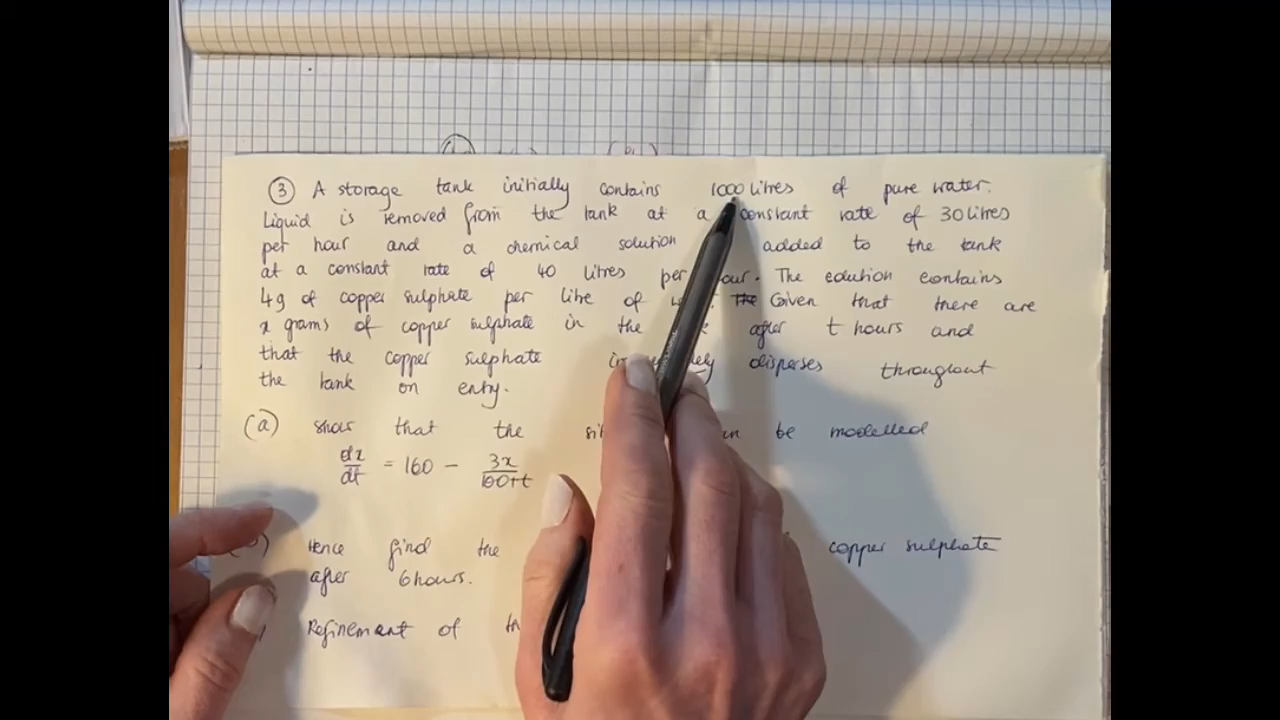 ③ A storage tank initially contains 1000 litres of pure water.
Liquid is removed from the tank at a constant rate of 30 litres
per hour and a chemical solution added to the tank
at a constant rate of 40 litres per our. The solution contains
4g of copper sulphate per litre of Given that there are
x grams of copper sulphate in the after t hours and
that the copper sulphate disperses throughout
the tank on entry.
(a) show that the an be modelled
dx/dt = 160 - 3x/100+t
Hence find the copper sulphate
after 6 hours.
Refinement of